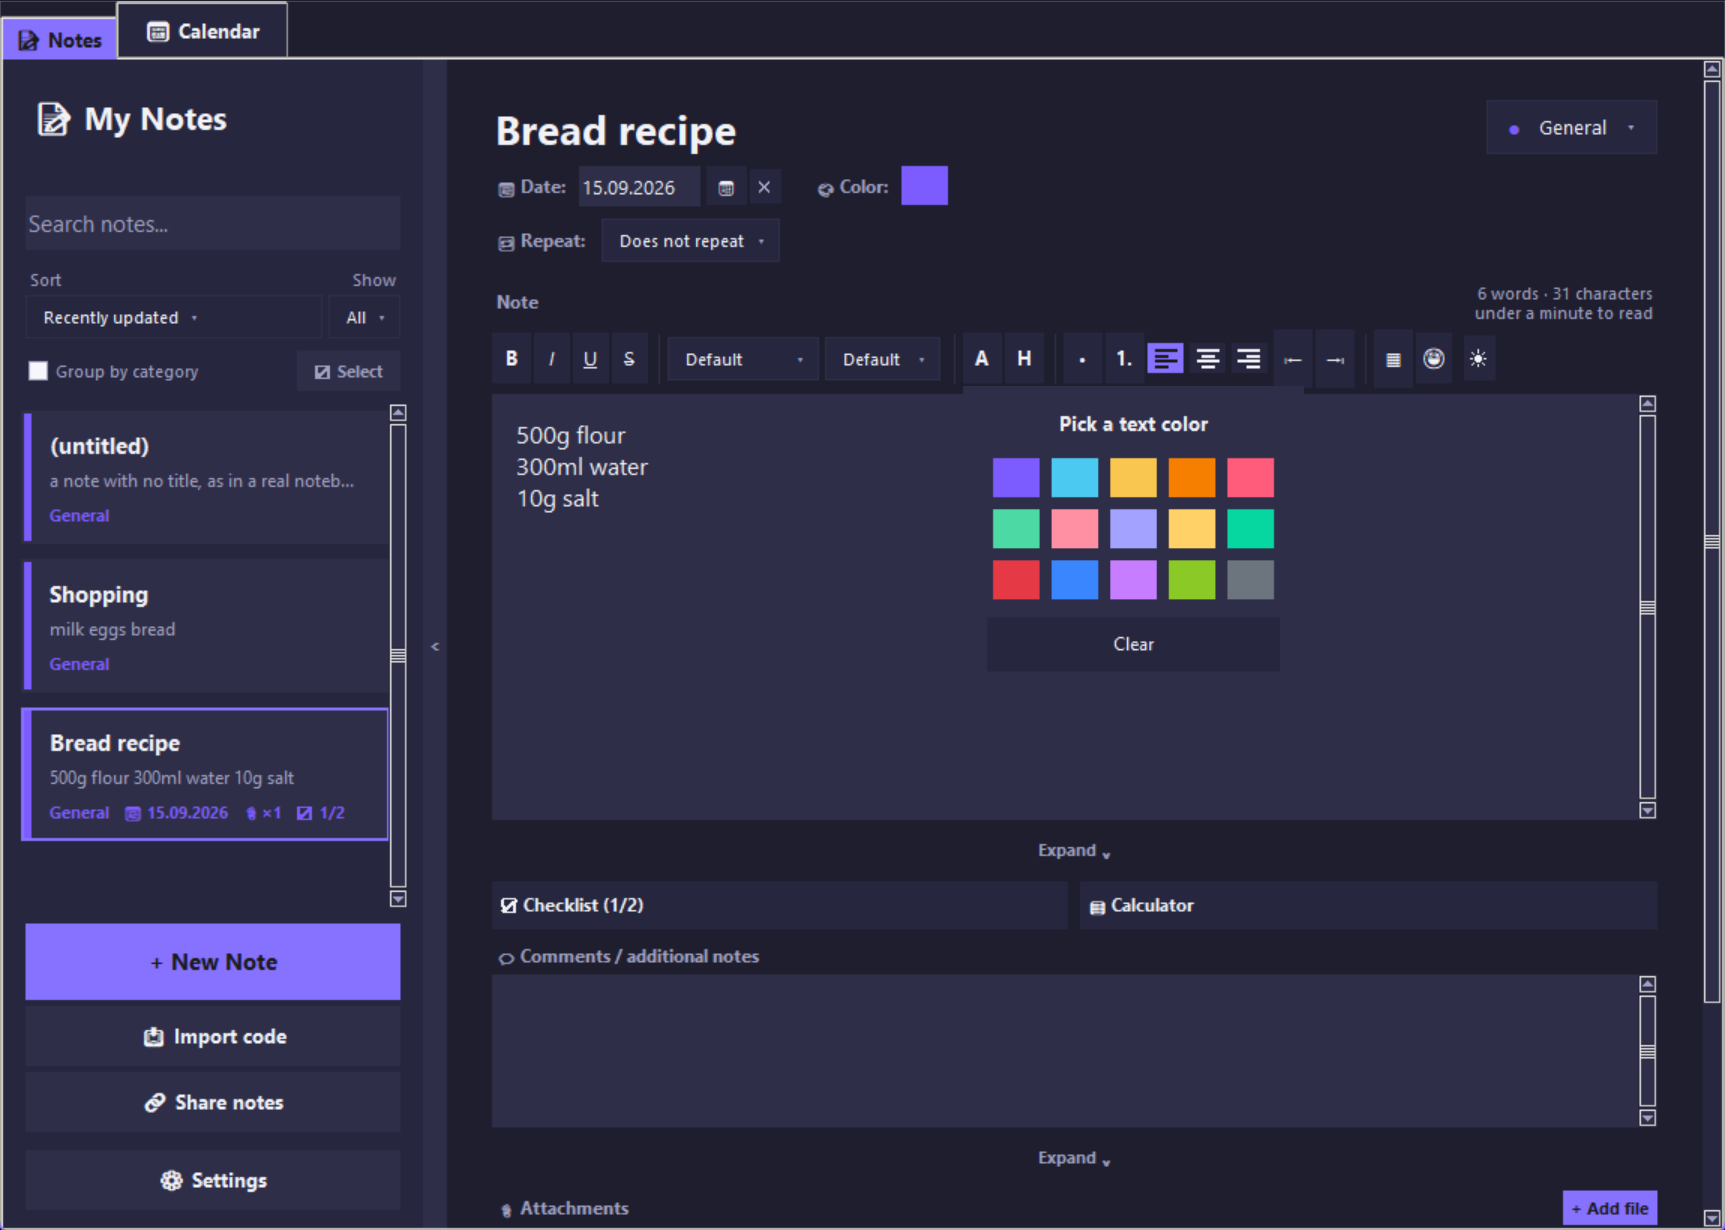 Notes
Calendar
My Notes
Search notes...
Sort
Show
Recently updated
All
Group by category
Select
(untitled)
a note with no title, as in a real noteb...
General
Shopping
milk eggs bread
General
Bread recipe
500g flour 300ml water 10g salt
General 15.09.2026 ×1 1/2
+ New Note
Import code
Share notes
Settings
<
Bread recipe
General
Date: 15.09.2026 × Color:
Repeat: Does not repeat
Note
6 words · 31 characters
under a minute to read
B I U S Default Default A H • 1.
500g flour
300ml water
10g salt
Pick a text color
Clear
Expand
Checklist (1/2)
Calculator
Comments / additional notes
Expand
Attachments
+ Add file